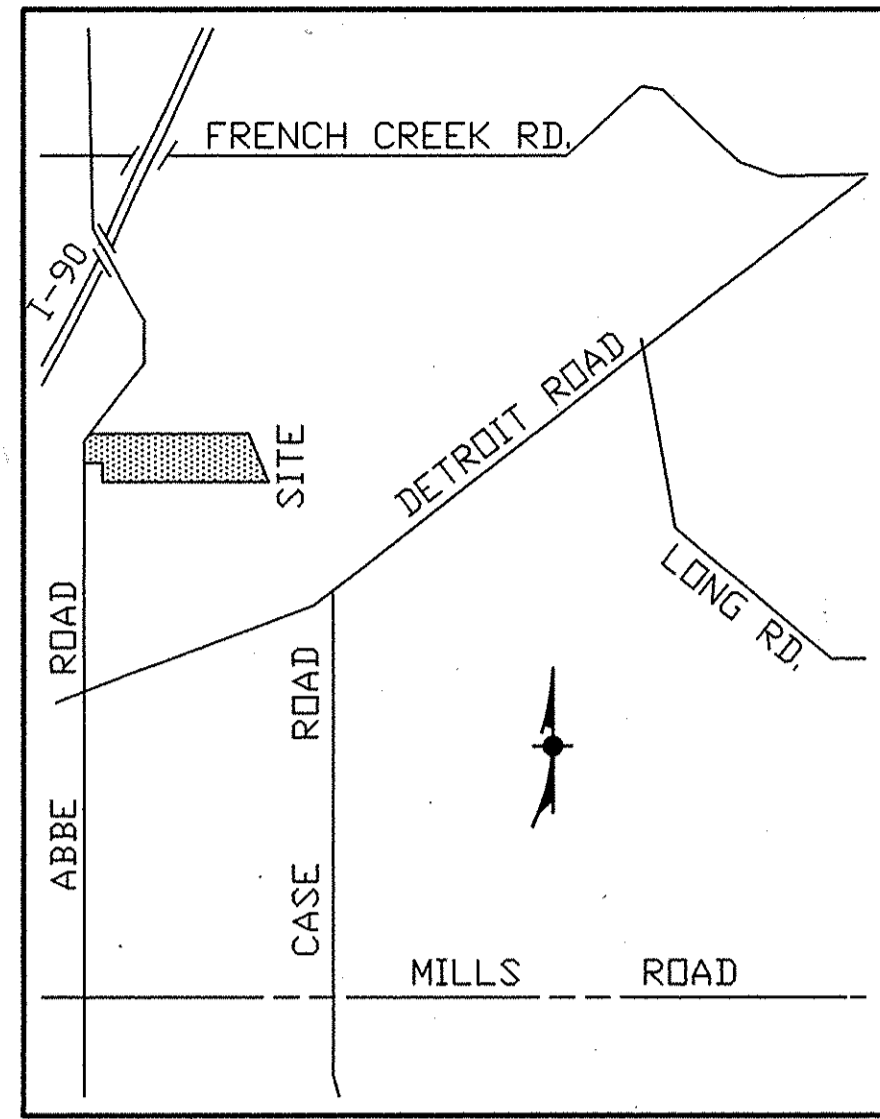 FRENCH CREEK RD.
I-90
SITE
DETROIT ROAD
LONG RD.
ABBE ROAD
CASE ROAD
MILLS ROAD